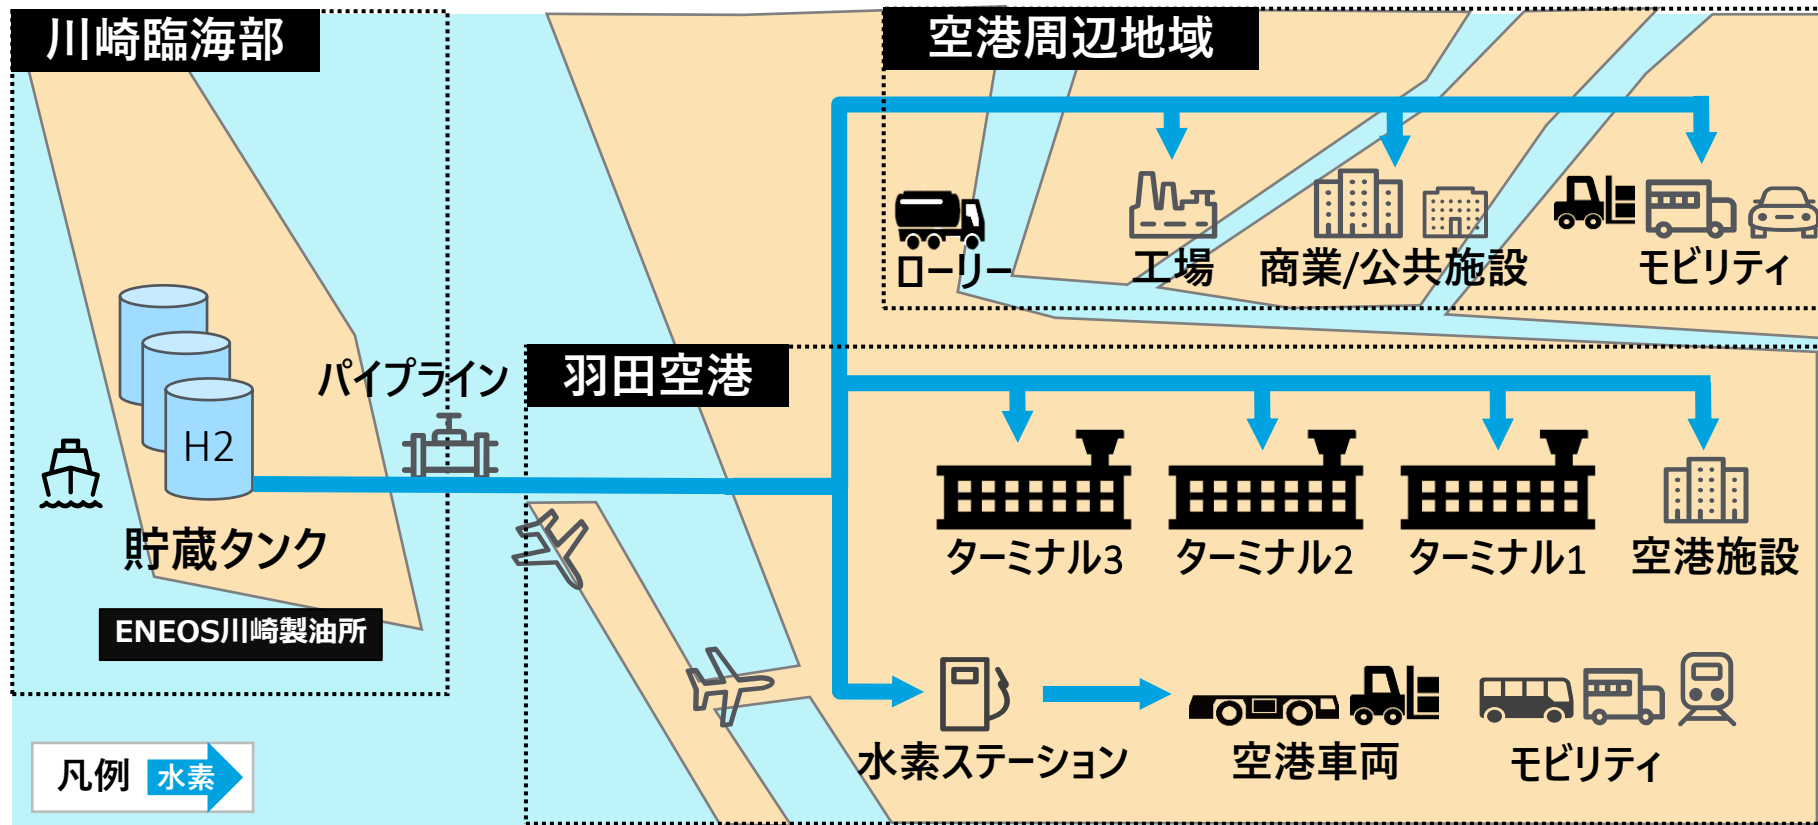 川崎臨海部
空港周辺地域
ローリー
工場
商業/公共施設
モビリティ
パイプライン
羽田空港
H2
貯蔵タンク
ターミナル3
ターミナル2
ターミナル1
空港施設
ENEOS川崎製油所
水素ステーション
空港車両
モビリティ
凡例
水素